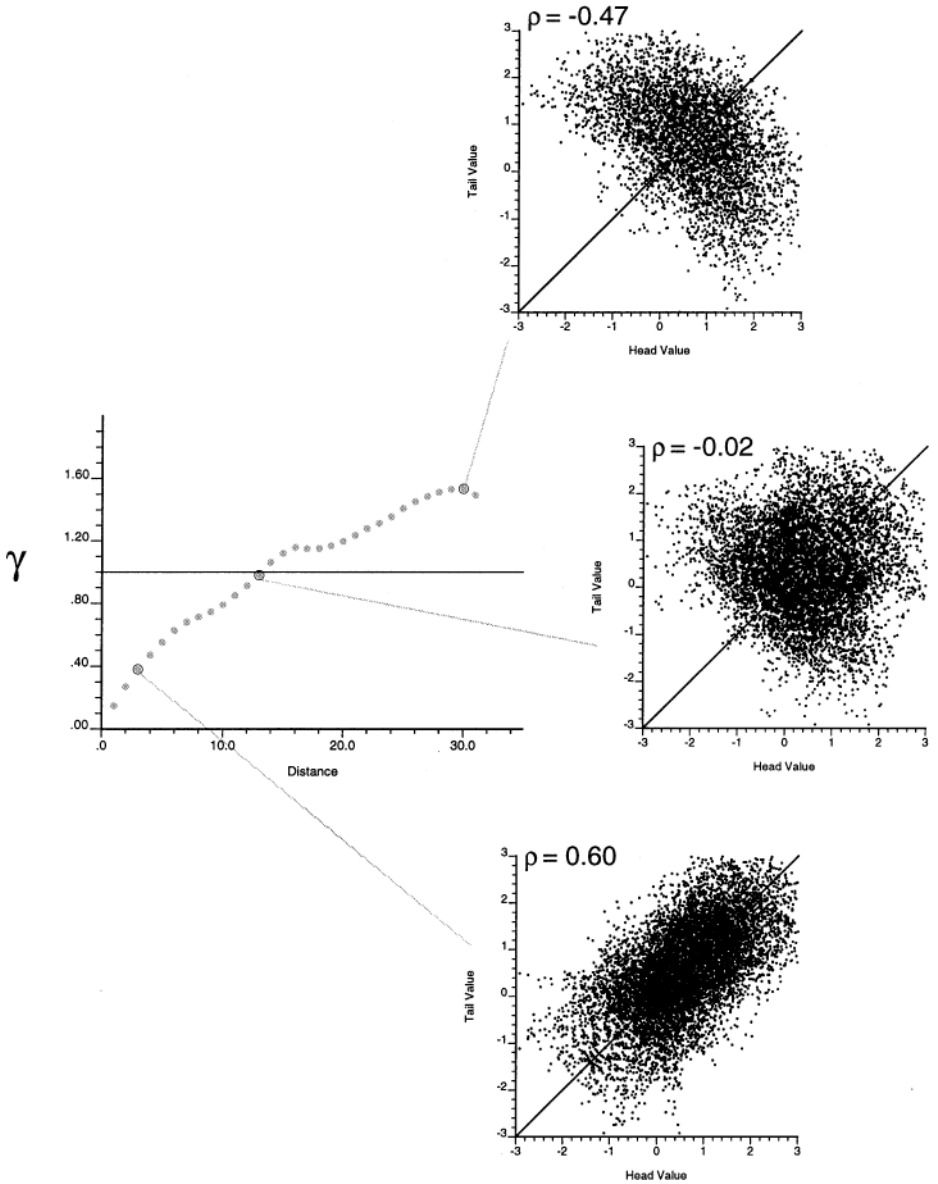 ρ = -0.47
3
2
1
0
-1
-2
-3
Tail Value
-3 -2 -1 0 1 2 3
Head Value
γ
1.60
1.20
.80
.40
.00
.0 10.0 20.0 30.0
Distance
ρ = -0.02
3
2
1
0
-1
-2
-3
Tail Value
-3 -2 -1 0 1 2 3
Head Value
ρ = 0.60
3
2
1
0
-1
-2
-3
Tail Value
-3 -2 -1 0 1 2 3
Head Value